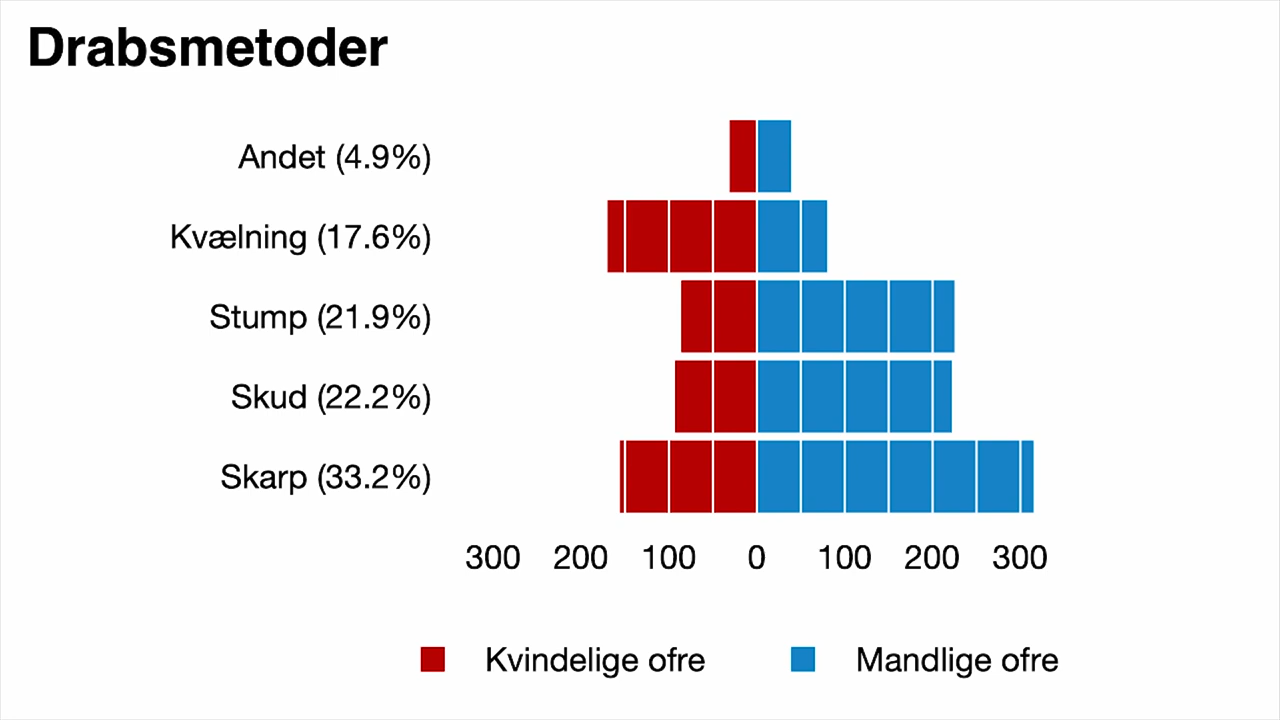 Drabsmetoder
Andet (4.9%)
Kvælning (17.6%)
Stump (21.9%)
Skud (22.2%)
Skarp (33.2%)
300 200 100 0 100 200 300
Kvindelige ofre Mandlige ofre